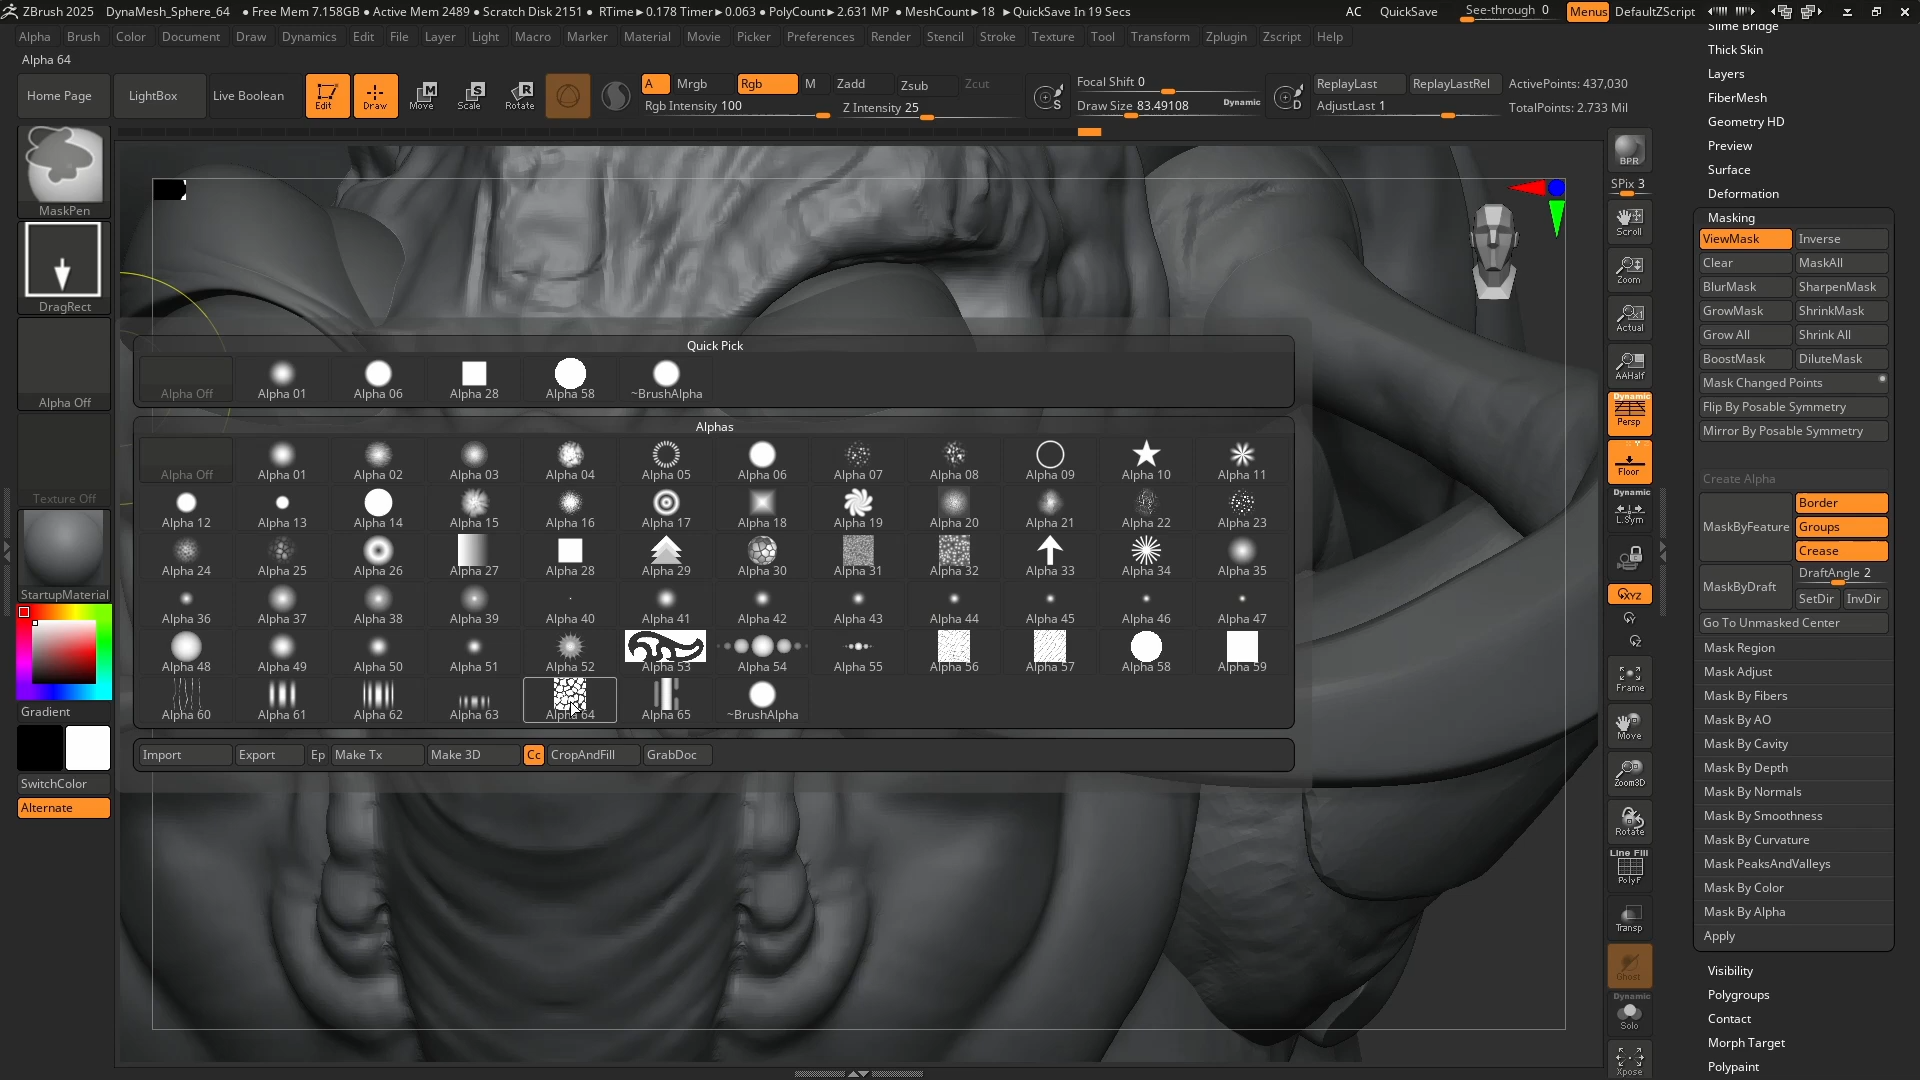 ZBrush 2025 DynaMesh_Sphere_64 • Free Mem 7.158GB • Active Mem 2489 • Scratch Disk 2151 • RTime►0.178 Timer►0.063 • PolyCount►2.631 MP • MeshCount►18 ►QuickSave In 19 Secs AC QuickSave See-through 0 Menus DefaultZScript
Alpha Brush Color Document Draw Dynamics Edit File Layer Light Macro Marker Material Movie Picker Preferences Render Stencil Stroke Texture Tool Transform Zplugin Zscript Help
Alpha 64
Home Page LightBox Live Boolean Edit Draw Move Scale Rotate
A Mrgb Rgb M Zadd Zsub Zcut
Rgb Intensity 100 Z Intensity 25
S Focal Shift 0
Draw Size 83.49108 Dynamic
D ReplayLast ReplayLastRel ActivePoints: 437,030
AdjustLast 1 TotalPoints: 2.733 Mil
MaskPen
DragRect
Alpha Off
Texture Off
StartupMaterial
Gradient
SwitchColor
Alternate
Quick Pick
Alpha Off Alpha 01 Alpha 06 Alpha 28 Alpha 58 ~BrushAlpha
Alphas
Alpha Off Alpha 01 Alpha 02 Alpha 03 Alpha 04 Alpha 05 Alpha 06 Alpha 07 Alpha 08 Alpha 09 Alpha 10 Alpha 11
Alpha 12 Alpha 13 Alpha 14 Alpha 15 Alpha 16 Alpha 17 Alpha 18 Alpha 19 Alpha 20 Alpha 21 Alpha 22 Alpha 23
Alpha 24 Alpha 25 Alpha 26 Alpha 27 Alpha 28 Alpha 29 Alpha 30 Alpha 31 Alpha 32 Alpha 33 Alpha 34 Alpha 35
Alpha 36 Alpha 37 Alpha 38 Alpha 39 Alpha 40 Alpha 41 Alpha 42 Alpha 43 Alpha 44 Alpha 45 Alpha 46 Alpha 47
Alpha 48 Alpha 49 Alpha 50 Alpha 51 Alpha 52 Alpha 53 Alpha 54 Alpha 55 Alpha 56 Alpha 57 Alpha 58 Alpha 59
Alpha 60 Alpha 61 Alpha 62 Alpha 63 Alpha 64 Alpha 65 ~BrushAlpha
Import Export Ep Make Tx Make 3D Cc CropAndFill GrabDoc
BPR
SPix 3
Scroll
Zoom
Actual
AAHalf
Dynamic
Persp
Floor
Dynamic
L.Sym
XYZ
Frame
Move
Zoom3D
Rotate
Line Fill
PolyF
Transp
Ghost
Dynamic
Solo
Xpose
Slime Bridge
Thick Skin
Layers
FiberMesh
Geometry HD
Preview
Surface
Deformation
Masking
ViewMask Inverse
Clear MaskAll
BlurMask SharpenMask
GrowMask ShrinkMask
Grow All Shrink All
BoostMask DiluteMask
Mask Changed Points
Flip By Posable Symmetry
Mirror By Posable Symmetry
Create Alpha
MaskByFeature Border
Groups
Crease
MaskByDraft DraftAngle 2
SetDir InvDir
Go To Unmasked Center
Mask Region
Mask Adjust
Mask By Fibers
Mask By AO
Mask By Cavity
Mask By Depth
Mask By Normals
Mask By Smoothness
Mask By Curvature
Mask PeaksAndValleys
Mask By Color
Mask By Alpha
Apply
Visibility
Polygroups
Contact
Morph Target
Polypaint